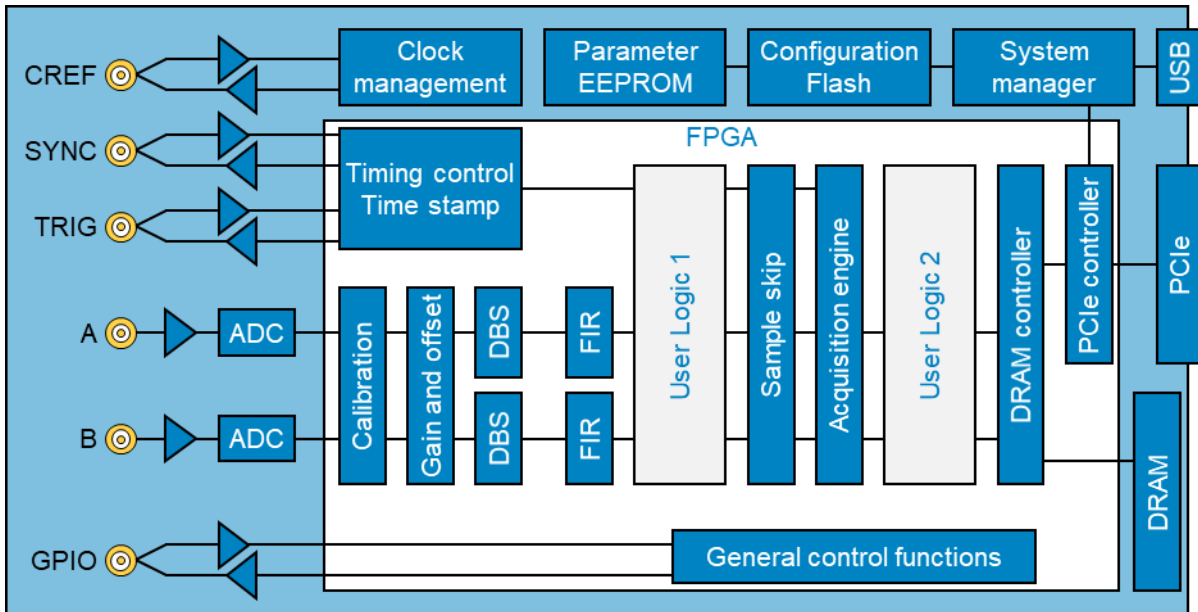 CREF
Clock
management
Parameter
EEPROM
Configuration
Flash
System
manager
USB
SYNC
FPGA
Timing control
Time stamp
TRIG
User Logic 1
Sample skip
Acquisition engine
User Logic 2
DRAM controller
PCIe controller
PCIe
A
ADC
Calibration
Gain and offset
DBS
FIR
B
ADC
DBS
FIR
DRAM
GPIO
General control functions